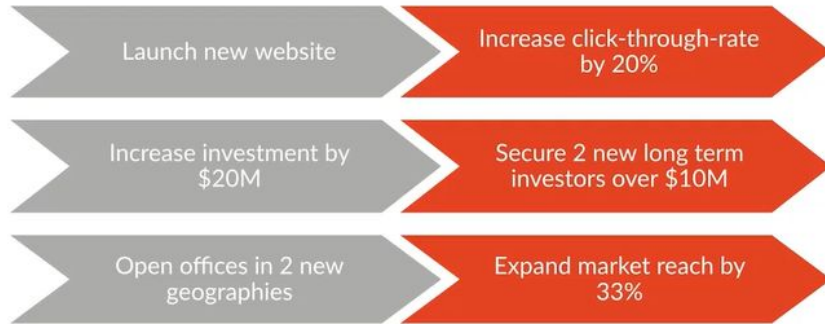 Launch new website
Increase click-through-rate
by 20%
Increase investment by
$20M
Secure 2 new long term
investors over $10M
Open offices in 2 new
geographies
Expand market reach by
33%